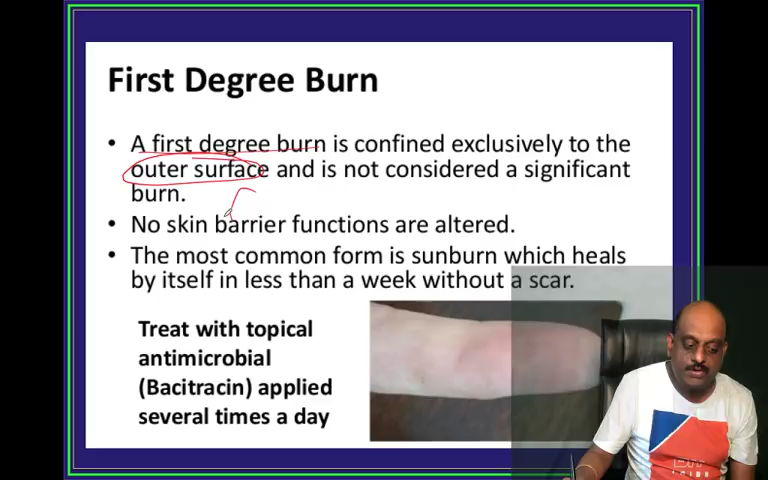 First Degree Burn
• A first degree burn is confined exclusively to the
outer surface and is not considered a significant
burn.
• No skin barrier functions are altered.
• The most common form is sunburn which heals
by itself in less than a week without a scar.
Treat with topical
antimicrobial
(Bacitracin) applied
several times a day